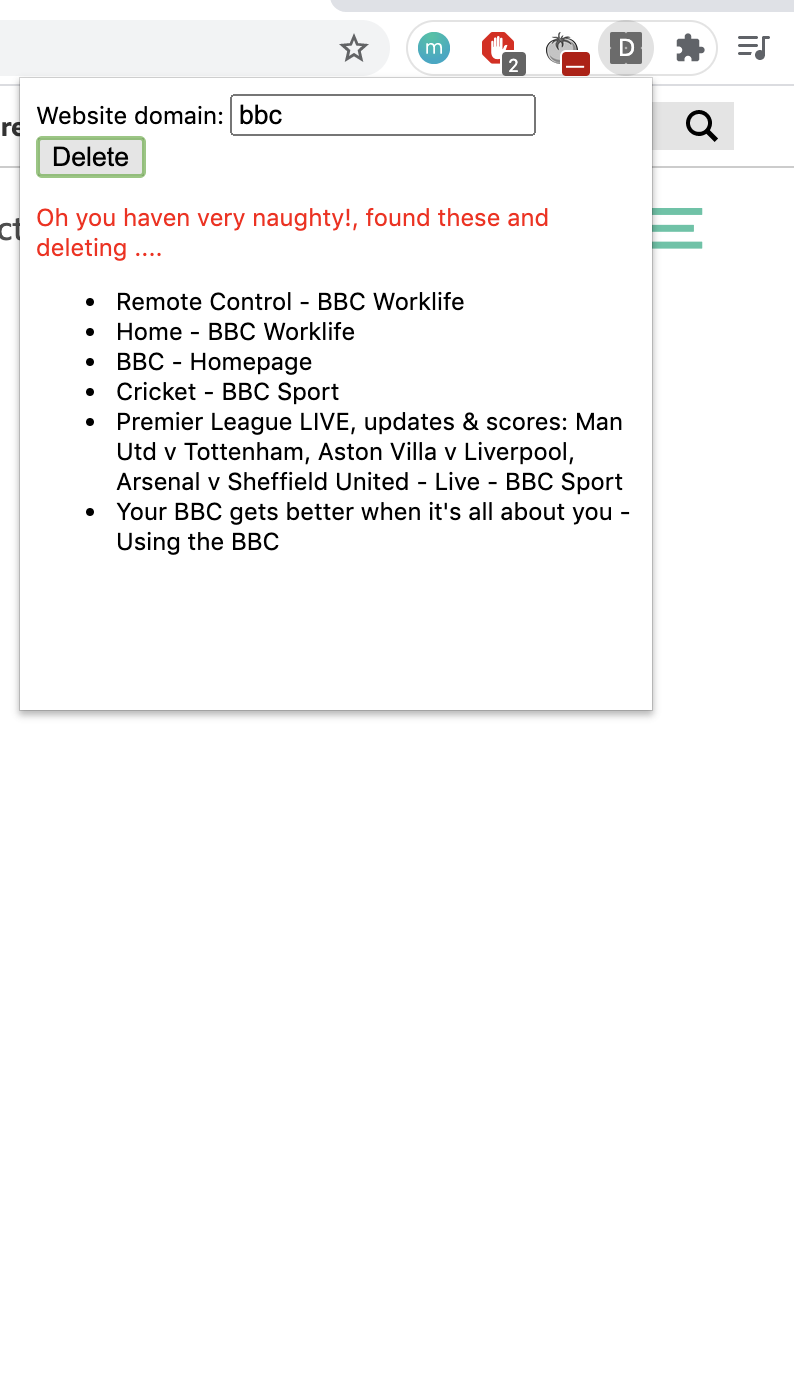 m
2
D
re
Website domain: bbc
Delete
ct
Oh you haven very naughty!, found these and
deleting ....
• Remote Control - BBC Worklife
• Home - BBC Worklife
• BBC - Homepage
• Cricket - BBC Sport
• Premier League LIVE, updates & scores: Man
Utd v Tottenham, Aston Villa v Liverpool,
Arsenal v Sheffield United - Live - BBC Sport
• Your BBC gets better when it's all about you -
Using the BBC